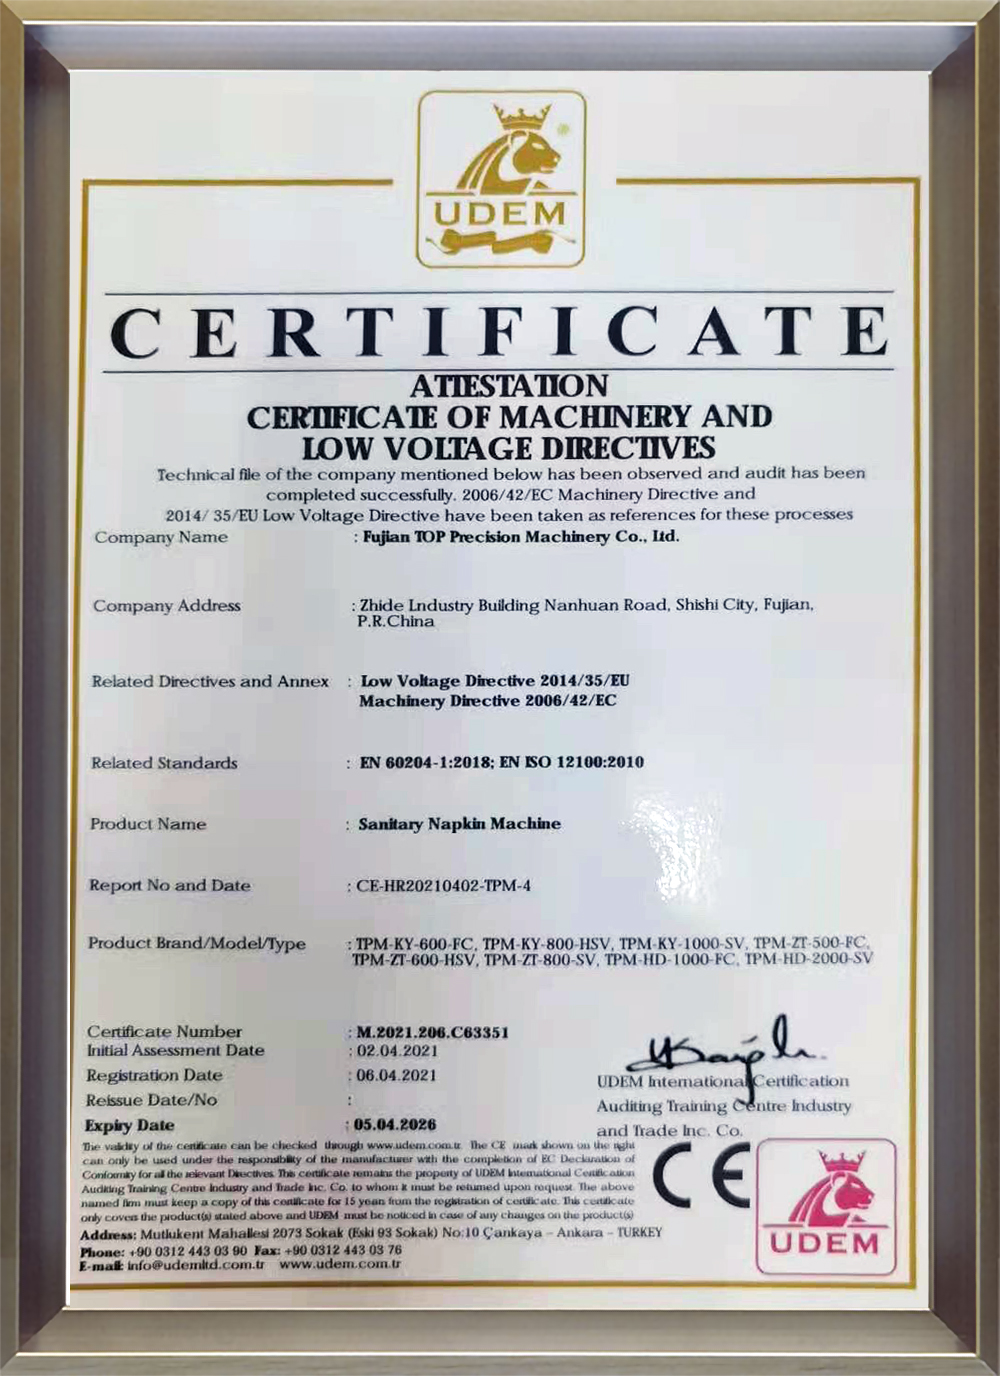 UDEM
CERTIFICATE
ATTESTATION
CERTIFICATE OF MACHINERY AND
LOW VOLTAGE DIRECTIVES
Technical file of the company mentioned below has been observed and audit has been
completed successfully. 2006/42/EC Machinery Directive and
2014/ 35/EU Low Voltage Directive have been taken as references for these processes
Company Name : Fujian TOP Precision Machinery Co., Ltd.
Company Address : Zhide Lndustry Building Nanhuan Road, Shishi City, Fujian,
P.R.China
Related Directives and Annex : Low Voltage Directive 2014/35/EU
Machinery Directive 2006/42/EC
Related Standards : EN 60204-1:2018; EN ISO 12100:2010
Product Name : Sanitary Napkin Machine
Report No and Date : CE-HR20210402-TPM-4
Product Brand/Model/Type : TPM-KY-600-FC, TPM-KY-800-HSV, TPM-KY-1000-SV, TPM-ZT-500-FC,
TPM-ZT-600-HSV, TPM-ZT-800-SV, TPM-HD-1000-FC, TPM-HD-2000-SV
Certificate Number : M.2021.206.C63351
Initial Assessment Date : 02.04.2021
Registration Date : 06.04.2021
Reissue Date/No :
Expiry Date : 05.04.2026
UDEM International Certification
Auditing Training Centre Industry
and Trade Inc. Co.
The validity of the certificate can be checked through www.udem.com.tr The CE mark shown on the right
can only be used under the responsibility of the manufacturer with the completion of EC Declaration of
Conformity for all the relevant Directives. This certificate remains the property of UDEM International Certification
Auditing Training Centre Industry and Trade Inc. Co. to whom it must be returned upon request. The above
named firm must keep a copy of this certificate for 15 years from the registration of certificate. This certificate
only covers the product(s) stated above and UDEM must be noticed in case of any changes on the product(s)
Address: Mutlukent Mahallesi 2073 Sokak (Eski 93 Sokak) No:10 Çankaya - Ankara - TURKEY
Phone: +90 0312 443 03 90 Fax: +90 0312 443 03 76
E-mail: info@udemltd.com.tr www.udem.com.tr
CE
UDEM